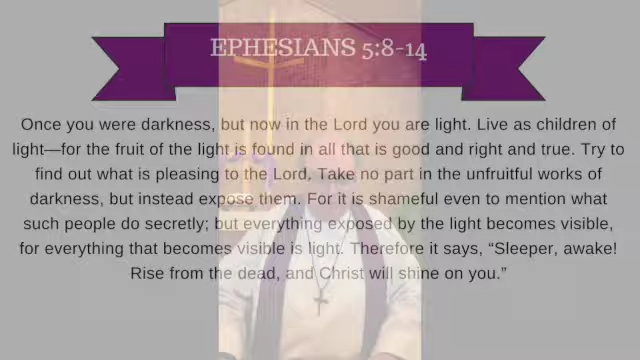 EPHESIANS 5:8-14
Once you were darkness, but now in the Lord you are light. Live as children of
light—for the fruit of the light is found in all that is good and right and true. Try to
find out what is pleasing to the Lord. Take no part in the unfruitful works of
darkness, but instead expose them. For it is shameful even to mention what
such people do secretly; but everything exposed by the light becomes visible,
for everything that becomes visible is light. Therefore it says, “Sleeper, awake!
Rise from the dead, and Christ will shine on you.”